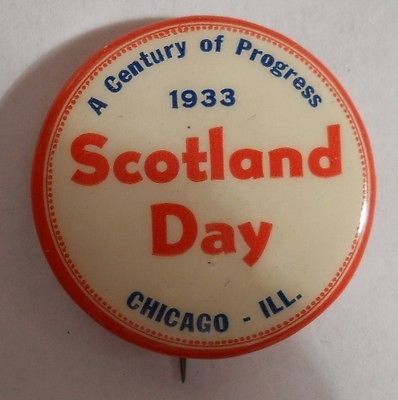 A Century of Progress
1933
Scotland
Day
CHICAGO - ILL.